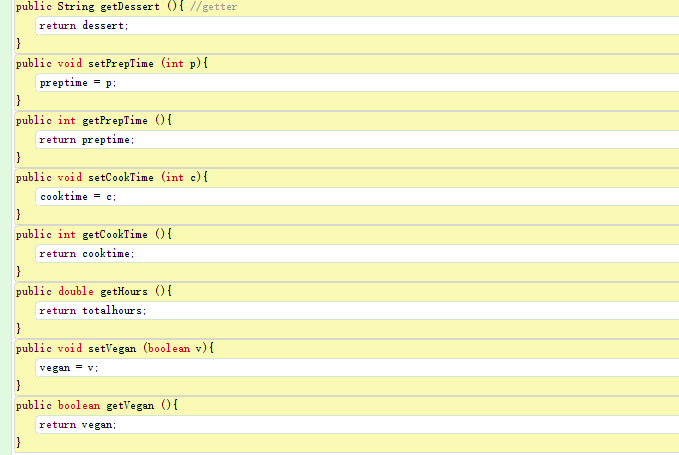 public String getDessert (){ //getter
return dessert;
}
public void setPrepTime (int p){
preptime = p;
}
public int getPrepTime (){
return preptime;
}
public void setCookTime (int c){
cooktime = c;
}
public int getCookTime (){
return cooktime;
}
public double getHours (){
return totalhours;
}
public void setVegan (boolean v){
vegan = v;
}
public boolean getVegan (){
return vegan;
}